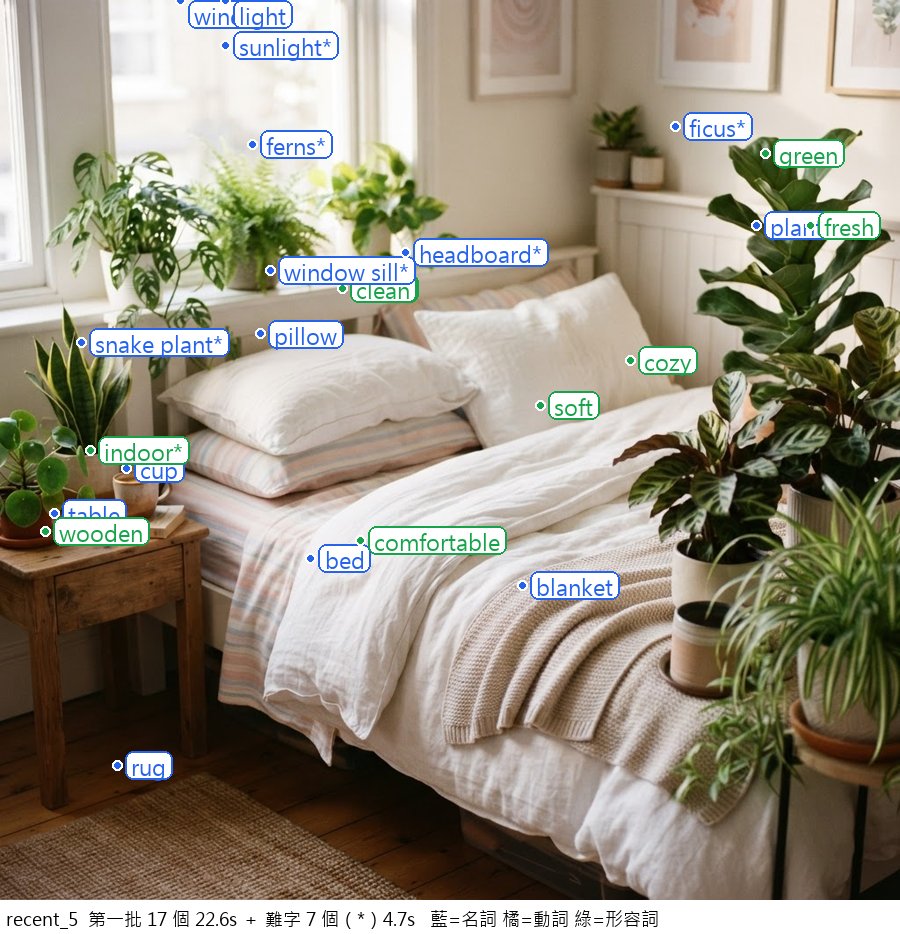 light
sunlight*
ferns*
ficus*
green
fresh
headboard*
window sill*
clean
pillow
snake plant*
cozy
soft
indoor*
cup
table
wooden
comfortable
bed
blanket
rug
recent_5 第一批 17 個 22.6s + 難字 7 個 ( * ) 4.7s 藍=名詞 橘=動詞 綠=形容詞